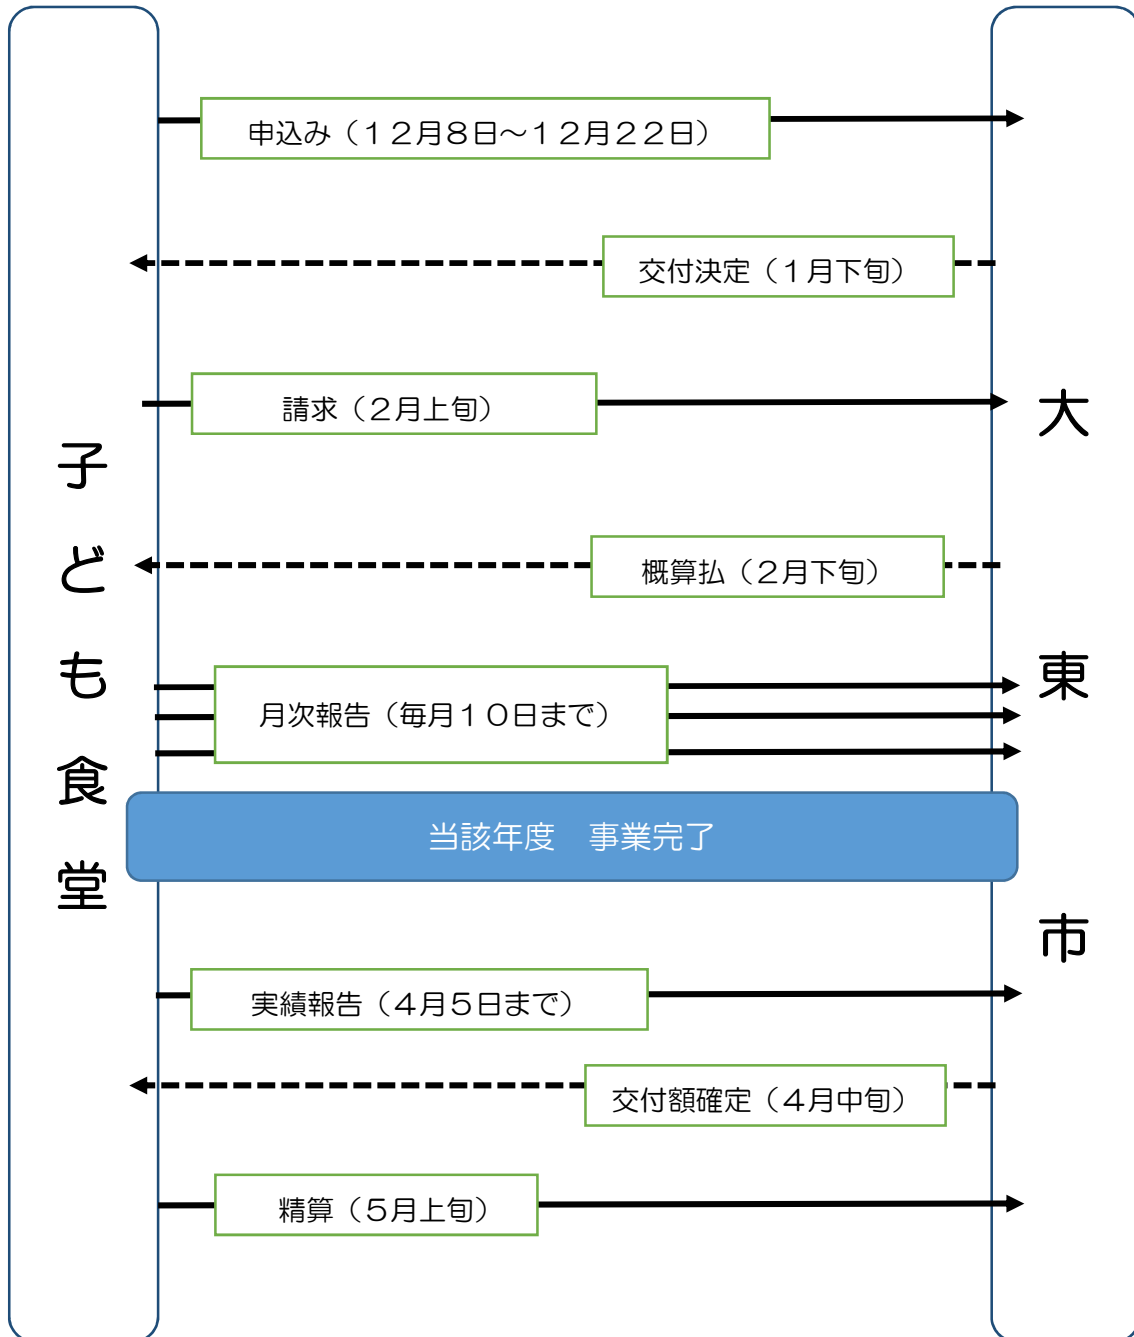 子ども食堂
大東市
申込み（１２月８日～１２月２２日）
交付決定（１月下旬）
請求（２月上旬）
概算払（２月下旬）
月次報告（毎月１０日まで）
当該年度　事業完了
実績報告（４月５日まで）
交付額確定（４月中旬）
精算（５月上旬）